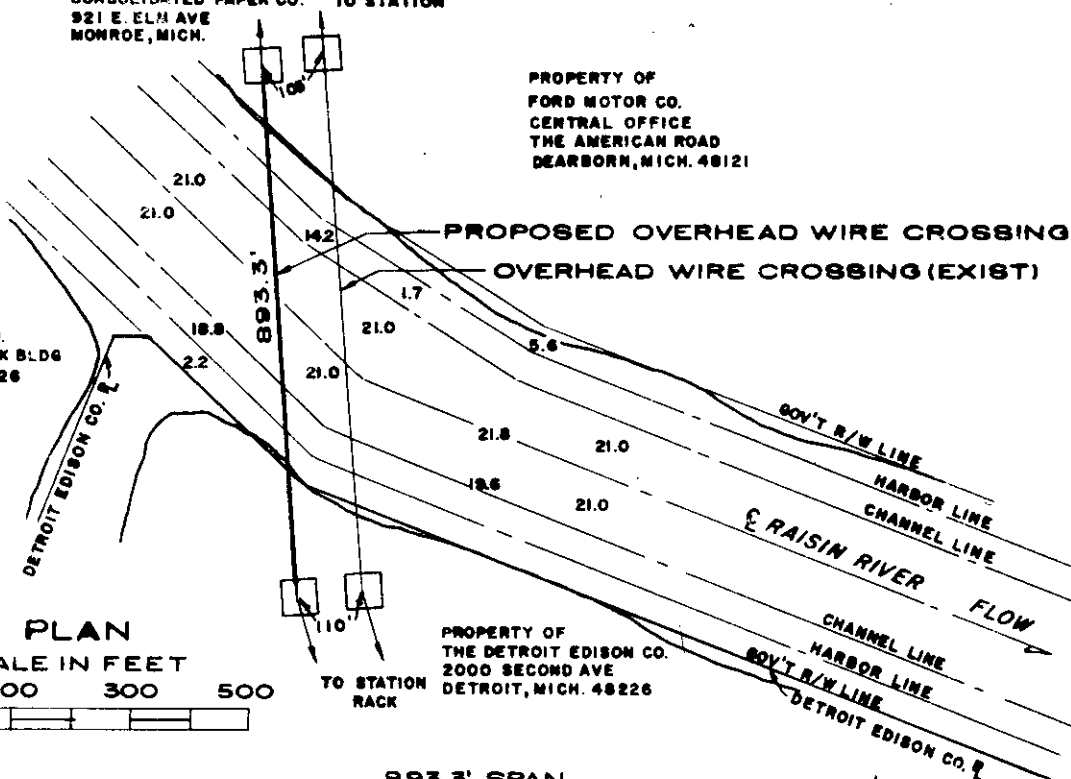 CONSOLIDATED PAPER CO.
921 E. ELM AVE
MONROE, MICH.
TO STATION
108'
PROPERTY OF
FORD MOTOR CO.
CENTRAL OFFICE
THE AMERICAN ROAD
DEARBORN, MICH. 48121
21.0
21.0
14.2
PROPOSED OVERHEAD WIRE CROSSING
OVERHEAD WIRE CROSSING (EXIST)
893.3'
1.7
18.8
21.0
5.6
2.2
21.0
K BLDG
26
DETROIT EDISON CO. ⅊
21.8
21.0
19.6
21.0
GOV'T R/W LINE
HARBOR LINE
CHANNEL LINE
℄ RAISIN RIVER
FLOW
CHANNEL LINE
HARBOR LINE
GOV'T R/W LINE
DETROIT EDISON CO. ⅊
110'
PLAN
ALE IN FEET
00 300 500
TO STATION
RACK
PROPERTY OF
THE DETROIT EDISON CO.
2000 SECOND AVE
DETROIT, MICH. 48226
893.3' SPAN